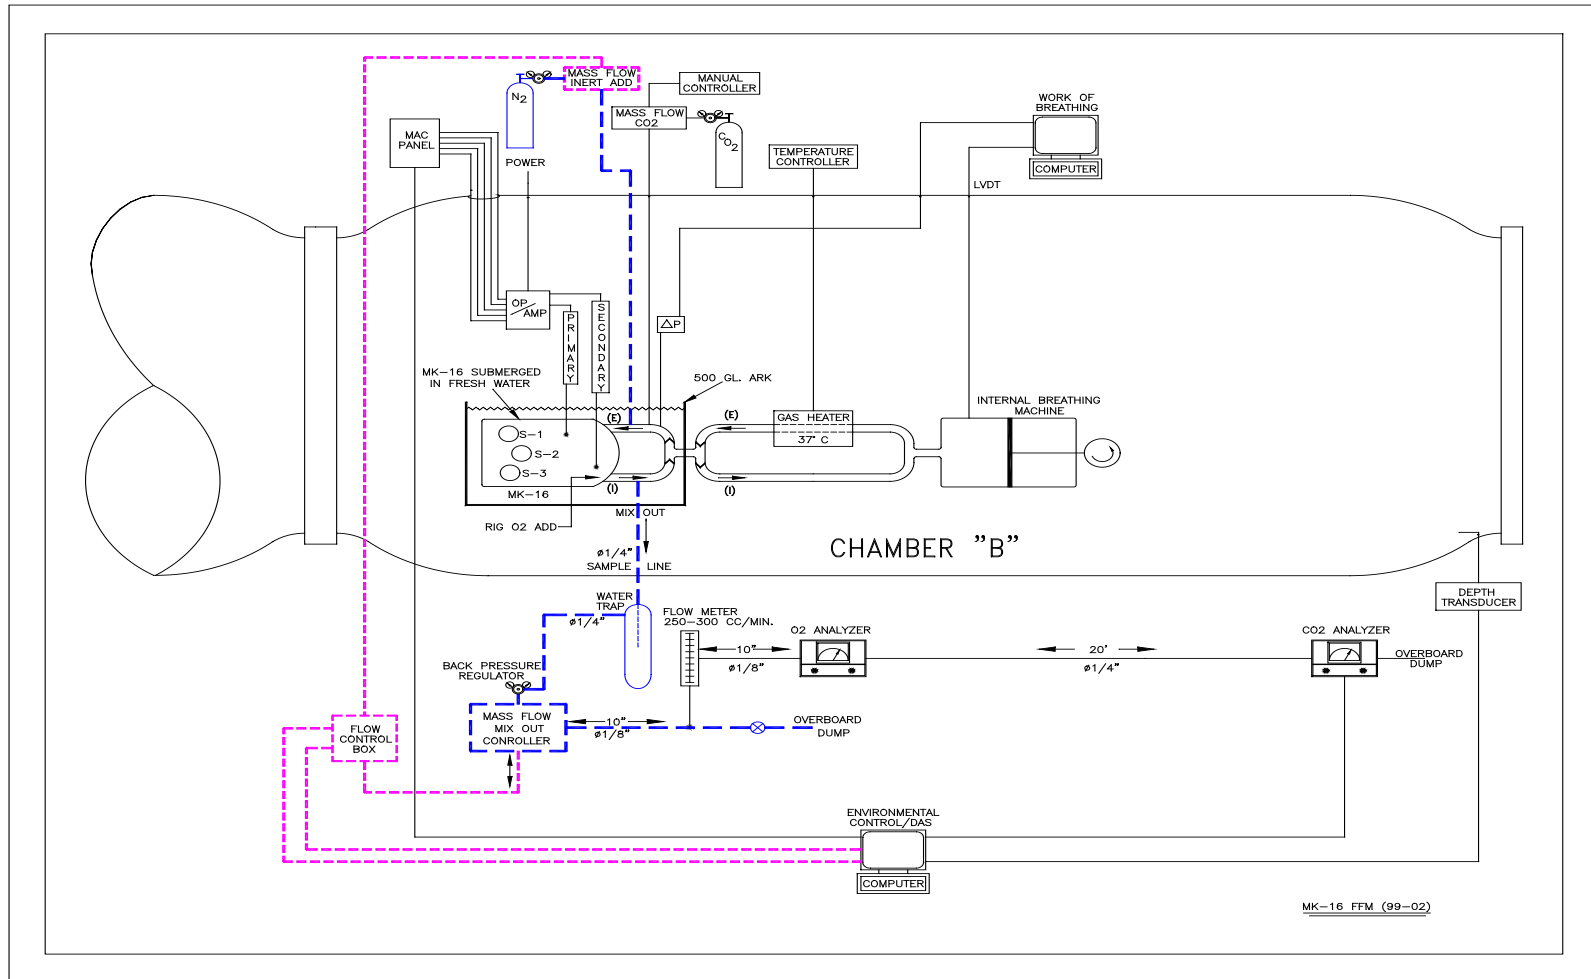 MASS FLOW
INERT ADD
N2
MANUAL
CONTROLLER
MASS FLOW
CO2
CO2
WORK OF
BREATHING
COMPUTER
MAC
PANEL
POWER
TEMPERATURE
CONTROLLER
LVDT
OP/AMP
PRIMARY
SECONDARY
△P
MK-16 SUBMERGED
IN FRESH WATER
500 GL. ARK
(E)
(E)
GAS HEATER
37° C
INTERNAL BREATHING
MACHINE
S-1
S-2
S-3
MK-16
(I)
(I)
RIG O2 ADD
MIX OUT
CHAMBER "B"
ø1/4"
SAMPLE LINE
WATER
TRAP
ø1/4"
FLOW METER
250-300 CC/MIN.
O2 ANALYZER
10"
ø1/8"
20'
ø1/4"
CO2 ANALYZER
OVERBOARD
DUMP
DEPTH
TRANSDUCER
BACK PRESSURE
REGULATOR
MASS FLOW
MIX OUT
CONROLLER
10"
ø1/8"
OVERBOARD
DUMP
FLOW
CONTROL
BOX
ENVIRONMENTAL
CONTROL/DAS
COMPUTER
MK-16 FFM (99-02)